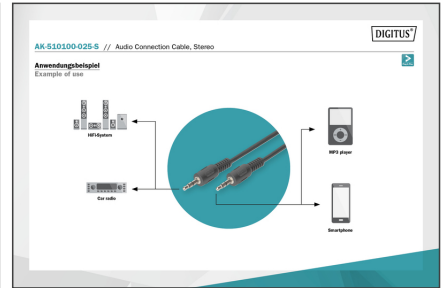 DIGITUS®
AK-510100-025-S // Audio Connection Cable, Stereo
Anwendungsbeispiel
Example of use
HiFi-System
MP3 player
Car radio
Smartphone